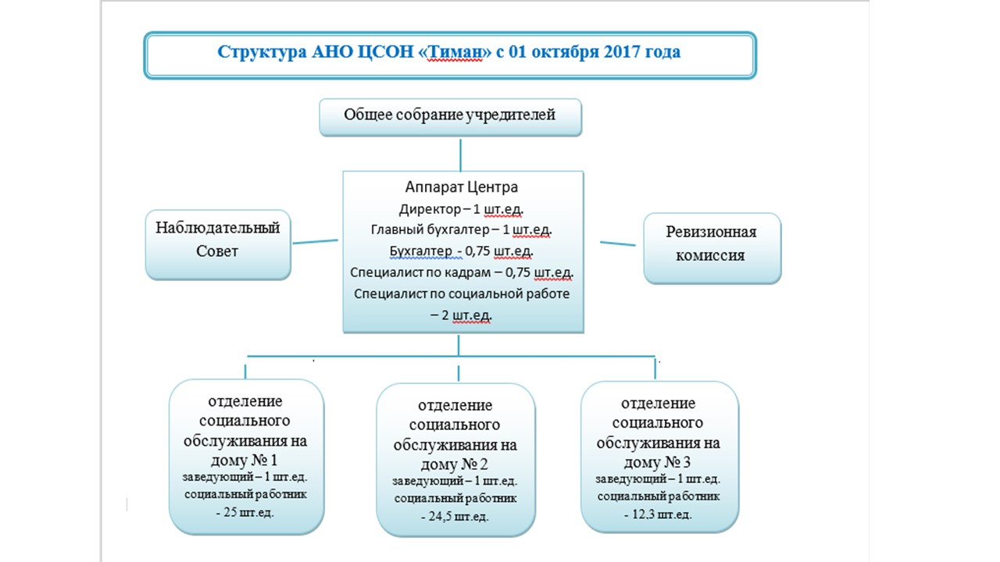 Структура АНО ЦСОН «Тиман» с 01 октября 2017 года
Общее собрание учредителей
Аппарат Центра
Директор – 1 шт.ед.
Главный бухгалтер – 1 шт.ед.
Бухгалтер - 0,75 шт.ед.
Специалист по кадрам – 0,75 шт.ед.
Специалист по социальной работе
– 2 шт.ед.
Наблюдательный
Совет
Ревизионная
комиссия
отделение
социального
обслуживания на
дому № 1
заведующий – 1 шт.ед.
социальный работник
- 25 шт.ед.
отделение
социального
обслуживания на
дому № 2
заведующий – 1 шт.ед.
социальный работник
- 24,5 шт.ед.
отделение
социального
обслуживания на
дому № 3
заведующий – 1 шт.ед.
социальный работник
- 12,3 шт.ед.